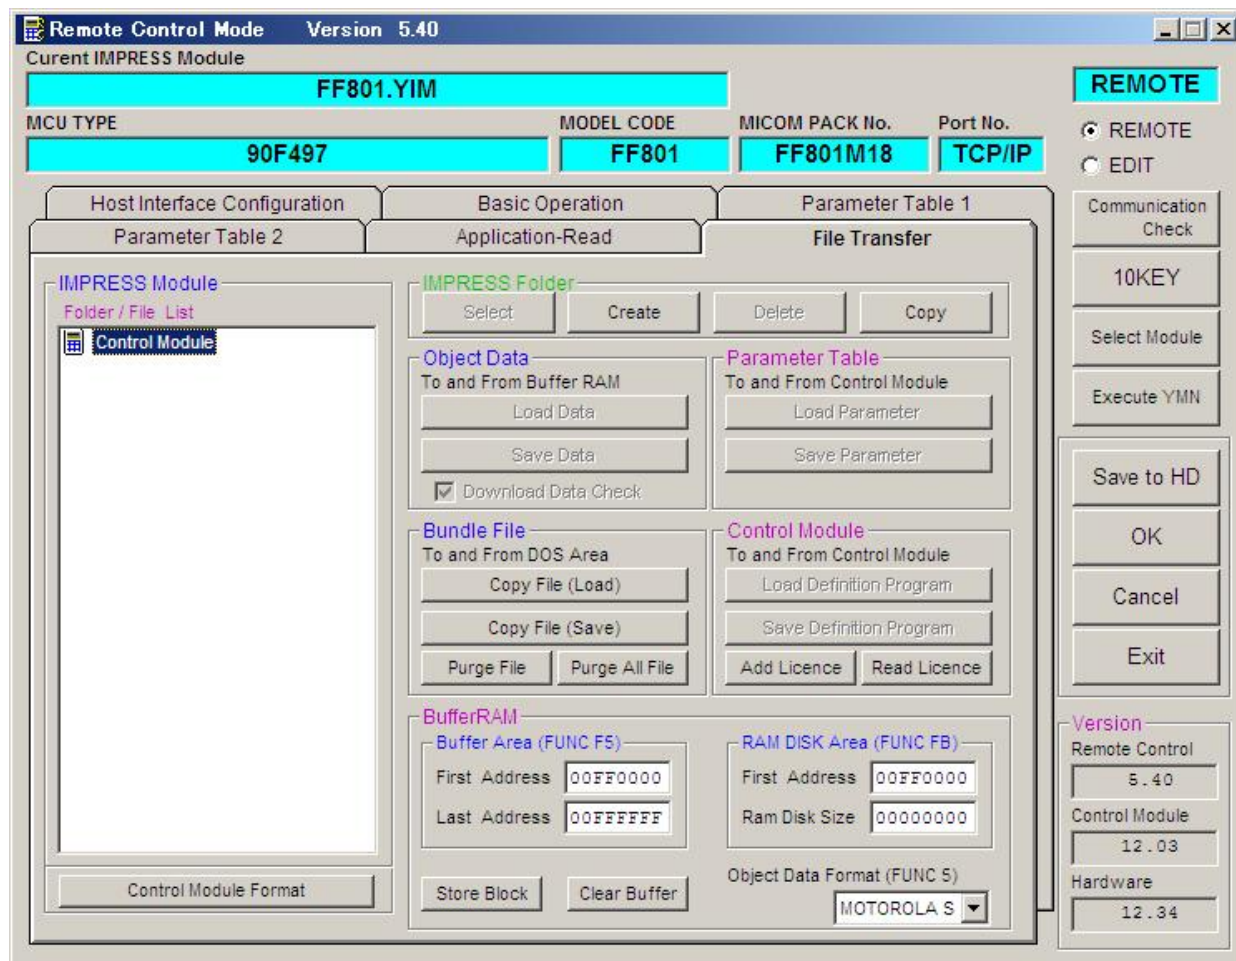 Remote Control Mode Version 5.40
Curent IMPRESS Module
FF801.YIM
REMOTE
MCU TYPE MODEL CODE MICOM PACK No. Port No.
90F497 FF801 FF801M18 TCP/IP
REMOTE
EDIT
Host Interface Configuration Basic Operation Parameter Table 1
Parameter Table 2 Application-Read File Transfer
Communication
Check
10KEY
Select Module
Execute YMN
Save to HD
OK
Cancel
Exit
IMPRESS Module
Folder / File List
Control Module
Control Module Format
IMPRESS Folder
Select Create Delete Copy
Object Data
To and From Buffer RAM
Load Data
Save Data
Download Data Check
Parameter Table
To and From Control Module
Load Parameter
Save Parameter
Bundle File
To and From DOS Area
Copy File (Load)
Copy File (Save)
Purge File Purge All File
Control Module
To and From Control Module
Load Definition Program
Save Definition Program
Add Licence Read Licence
BufferRAM
Buffer Area (FUNC F5)
First Address 00FF0000
Last Address 00FFFFFF
RAM DISK Area (FUNC FB)
First Address 00FF0000
Ram Disk Size 00000000
Store Block Clear Buffer
Object Data Format (FUNC 5)
MOTOROLA S
Version
Remote Control
5.40
Control Module
12.03
Hardware
12.34